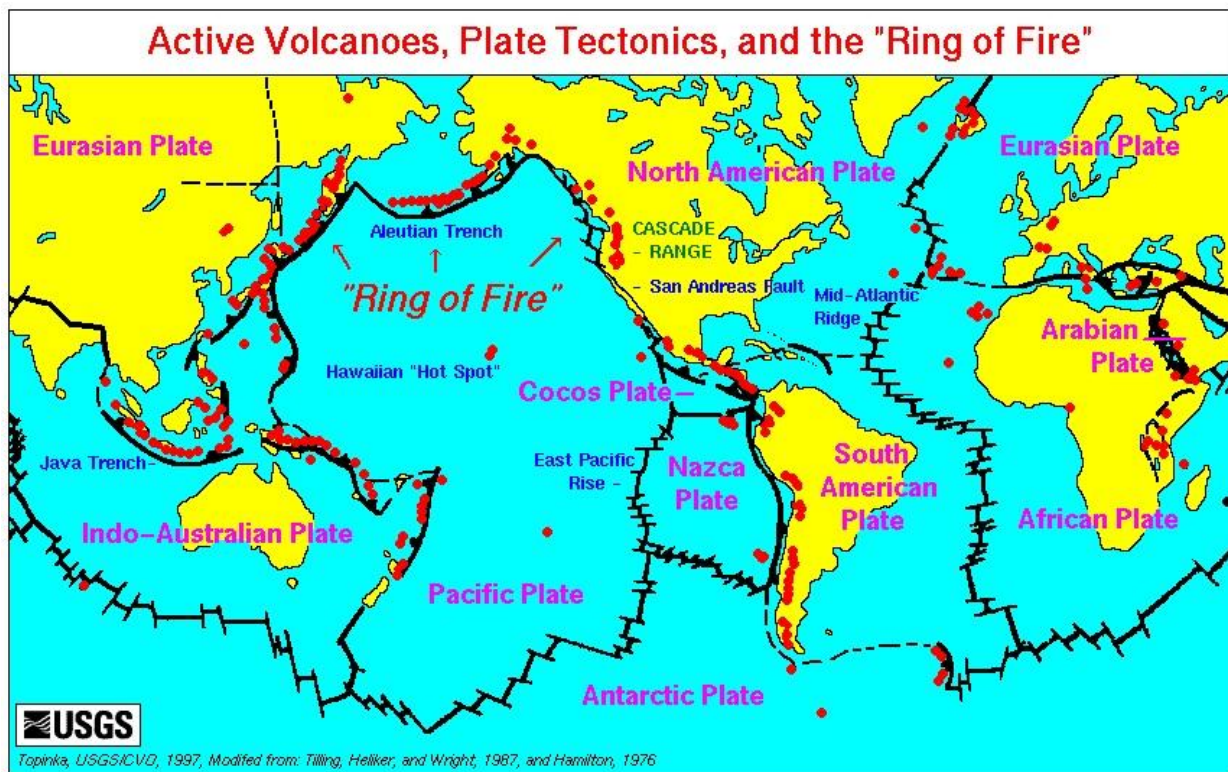 Active Volcanoes, Plate Tectonics, and the "Ring of Fire"
Eurasian Plate
North American Plate
Eurasian Plate
Aleutian Trench
CASCADE
- RANGE
"Ring of Fire"
- San Andreas Fault
Mid-Atlantic
Ridge
Arabian
Plate
Hawaiian "Hot Spot"
Cocos Plate
Java Trench-
East Pacific
Rise -
Nazca
Plate
South
American
Plate
Indo-Australian Plate
African Plate
Pacific Plate
Antarctic Plate
USGS
Topinka, USGS/CVO, 1997, Modified from: Tilling, Heliker, and Wright, 1987, and Hamilton, 1976